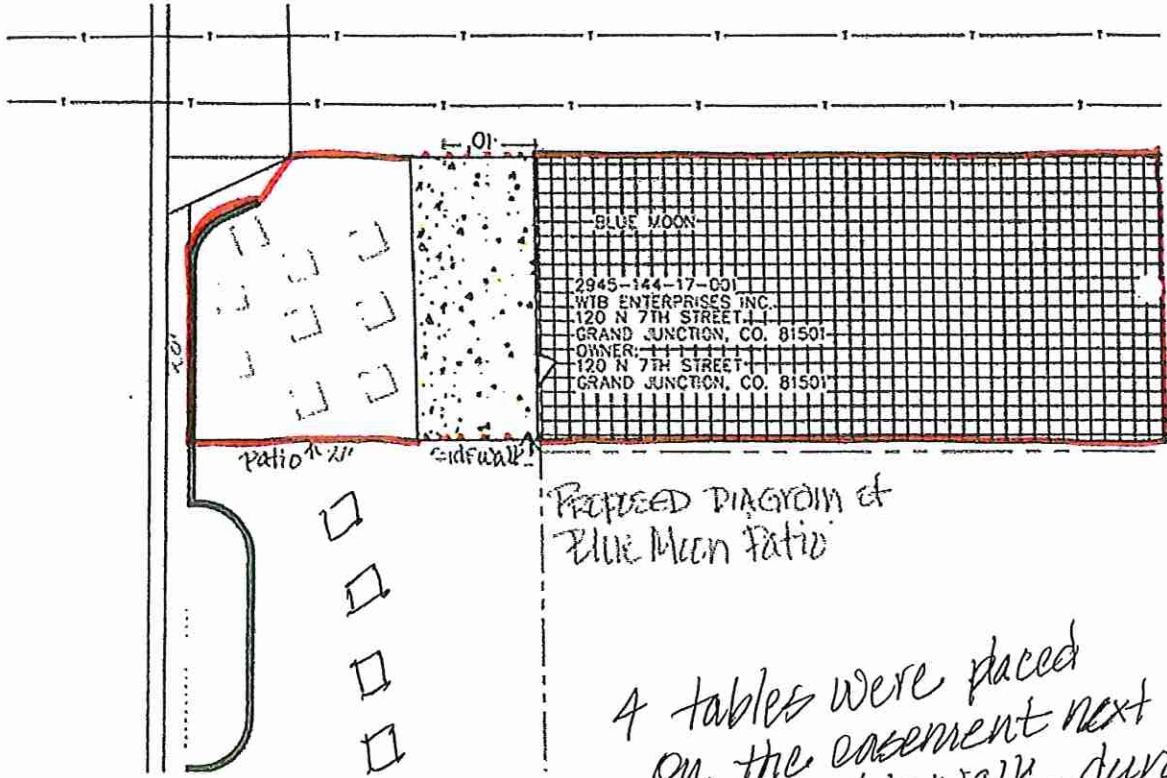 10
BLUE MOON
2945-144-17-001
WTB ENTERPRISES INC.
120 N 7TH STREET
GRAND JUNCTION, CO. 81501
OWNER:
120 N 7TH STREET
GRAND JUNCTION, CO. 81501
Patio
Sidewalk
PROPOSED DIAGRAM of
Blue Moon Patio
4 tables were placed
on the easement next